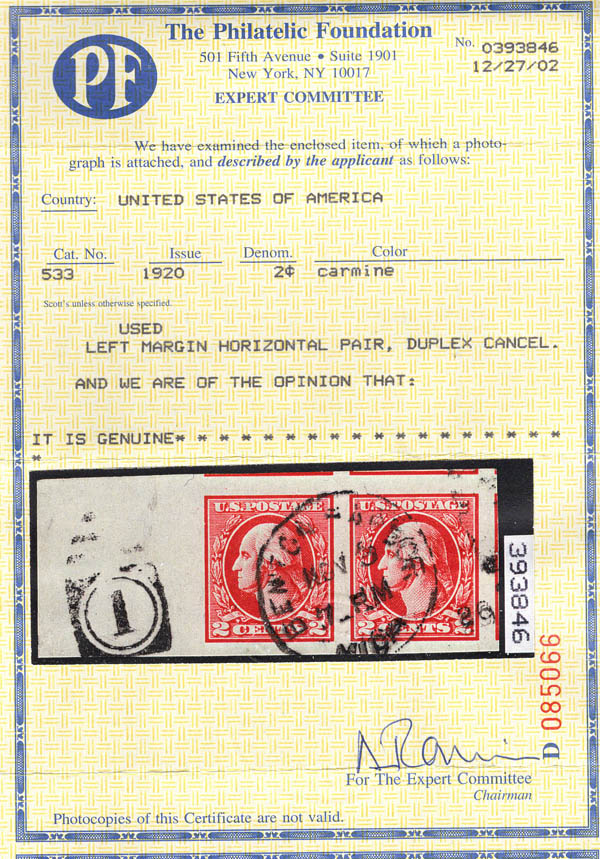 PF
The Philatelic Foundation
501 Fifth Avenue • Suite 1901
New York, NY 10017
EXPERT COMMITTEE
No. 0393846
12/27/02
We have examined the enclosed item, of which a photo-
graph is attached, and described by the applicant as follows:
Country: UNITED STATES OF AMERICA
Cat. No. Issue Denom. Color
533 1920 2¢ carmine
Scott's unless otherwise specified.
USED
LEFT MARGIN HORIZONTAL PAIR, DUPLEX CANCEL.
AND WE ARE OF THE OPINION THAT:
IT IS GENUINE* * * * * * * * * * * * * * * * * * * *
*
U.S. POSTAGE U.S. POSTAGE
2 CENTS 2 2 CENTS 2
1
MICH
393846
D 085066
For The Expert Committee
Chairman
Photocopies of this Certificate are not valid.